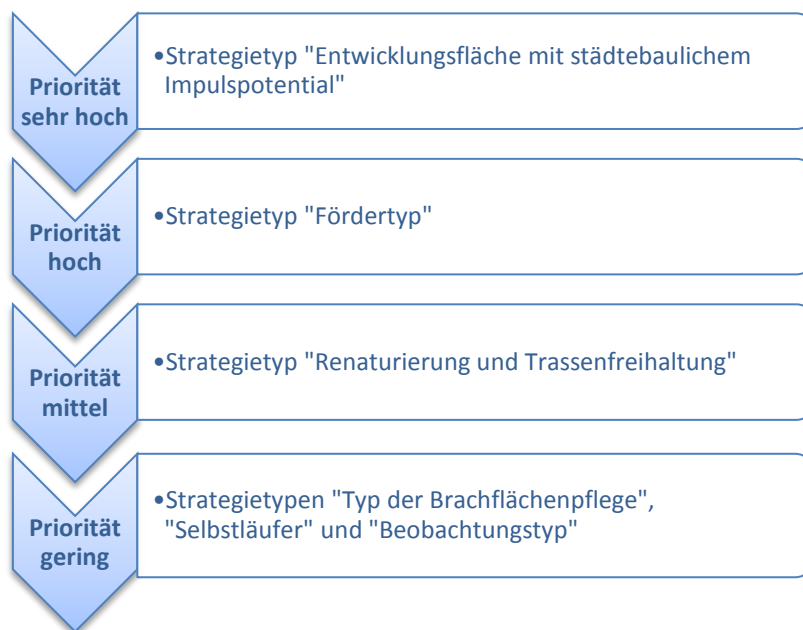 Priorität
sehr hoch
•Strategietyp "Entwicklungsfläche mit städtebaulichem
Impulspotential"
Priorität
hoch
•Strategietyp "Fördertyp"
Priorität
mittel
•Strategietyp "Renaturierung und Trassenfreihaltung"
Priorität
gering
•Strategietypen "Typ der Brachflächenpflege",
"Selbstläufer" und "Beobachtungstyp"